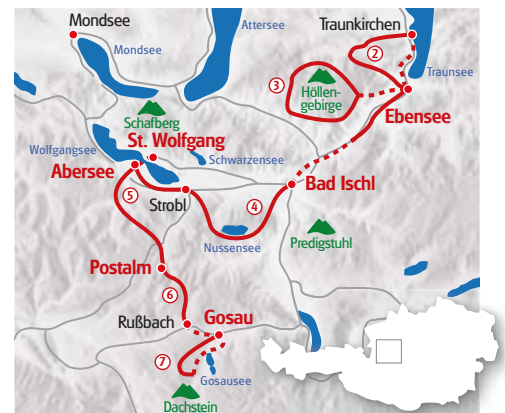 Mondsee
Attersee
Traunkirchen
Mondsee
2
Traunsee
3
Höllen-
gebirge
Ebensee
Schafberg
St. Wolfgang
Wolfgangsee
Schwarzensee
Abersee
Bad Ischl
5
Strobl
4
Nussensee
Predigstuhl
Postalm
6
Rußbach
Gosau
7
Gosausee
Dachstein